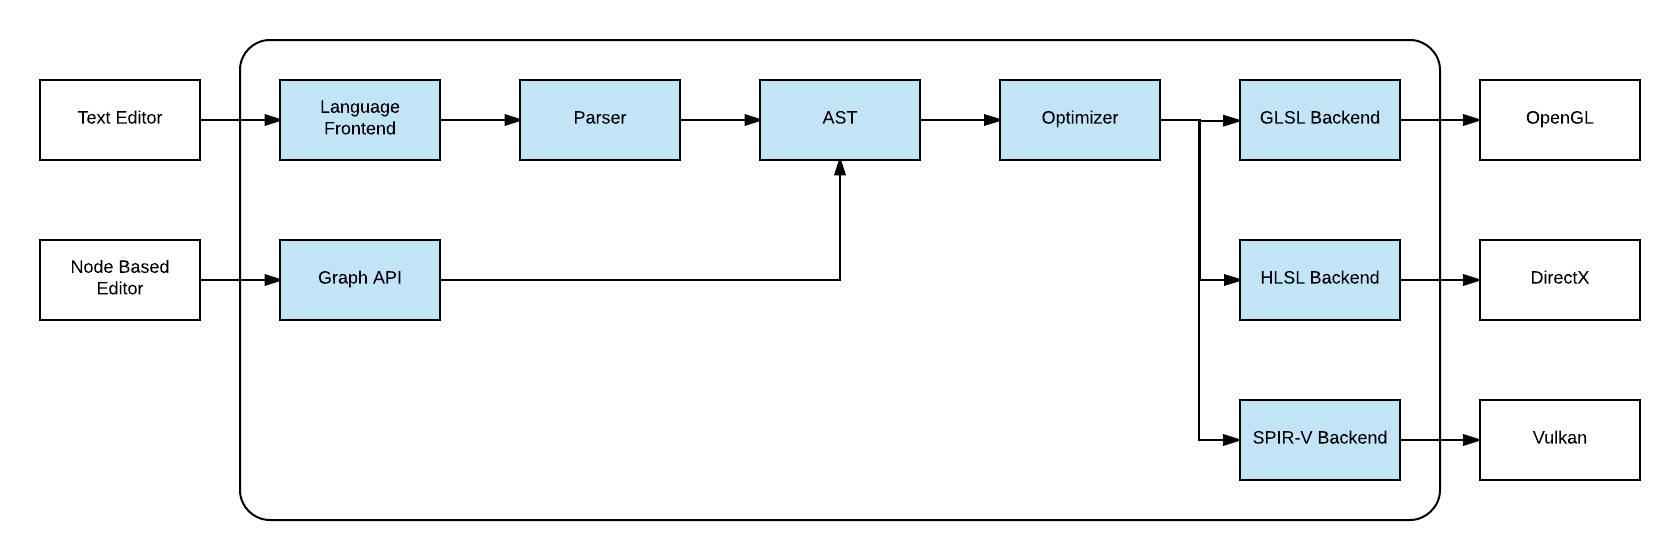 Text Editor
Language
Frontend
Parser
AST
Optimizer
GLSL Backend
OpenGL
Node Based
Editor
Graph API
HLSL Backend
DirectX
SPIR-V Backend
Vulkan